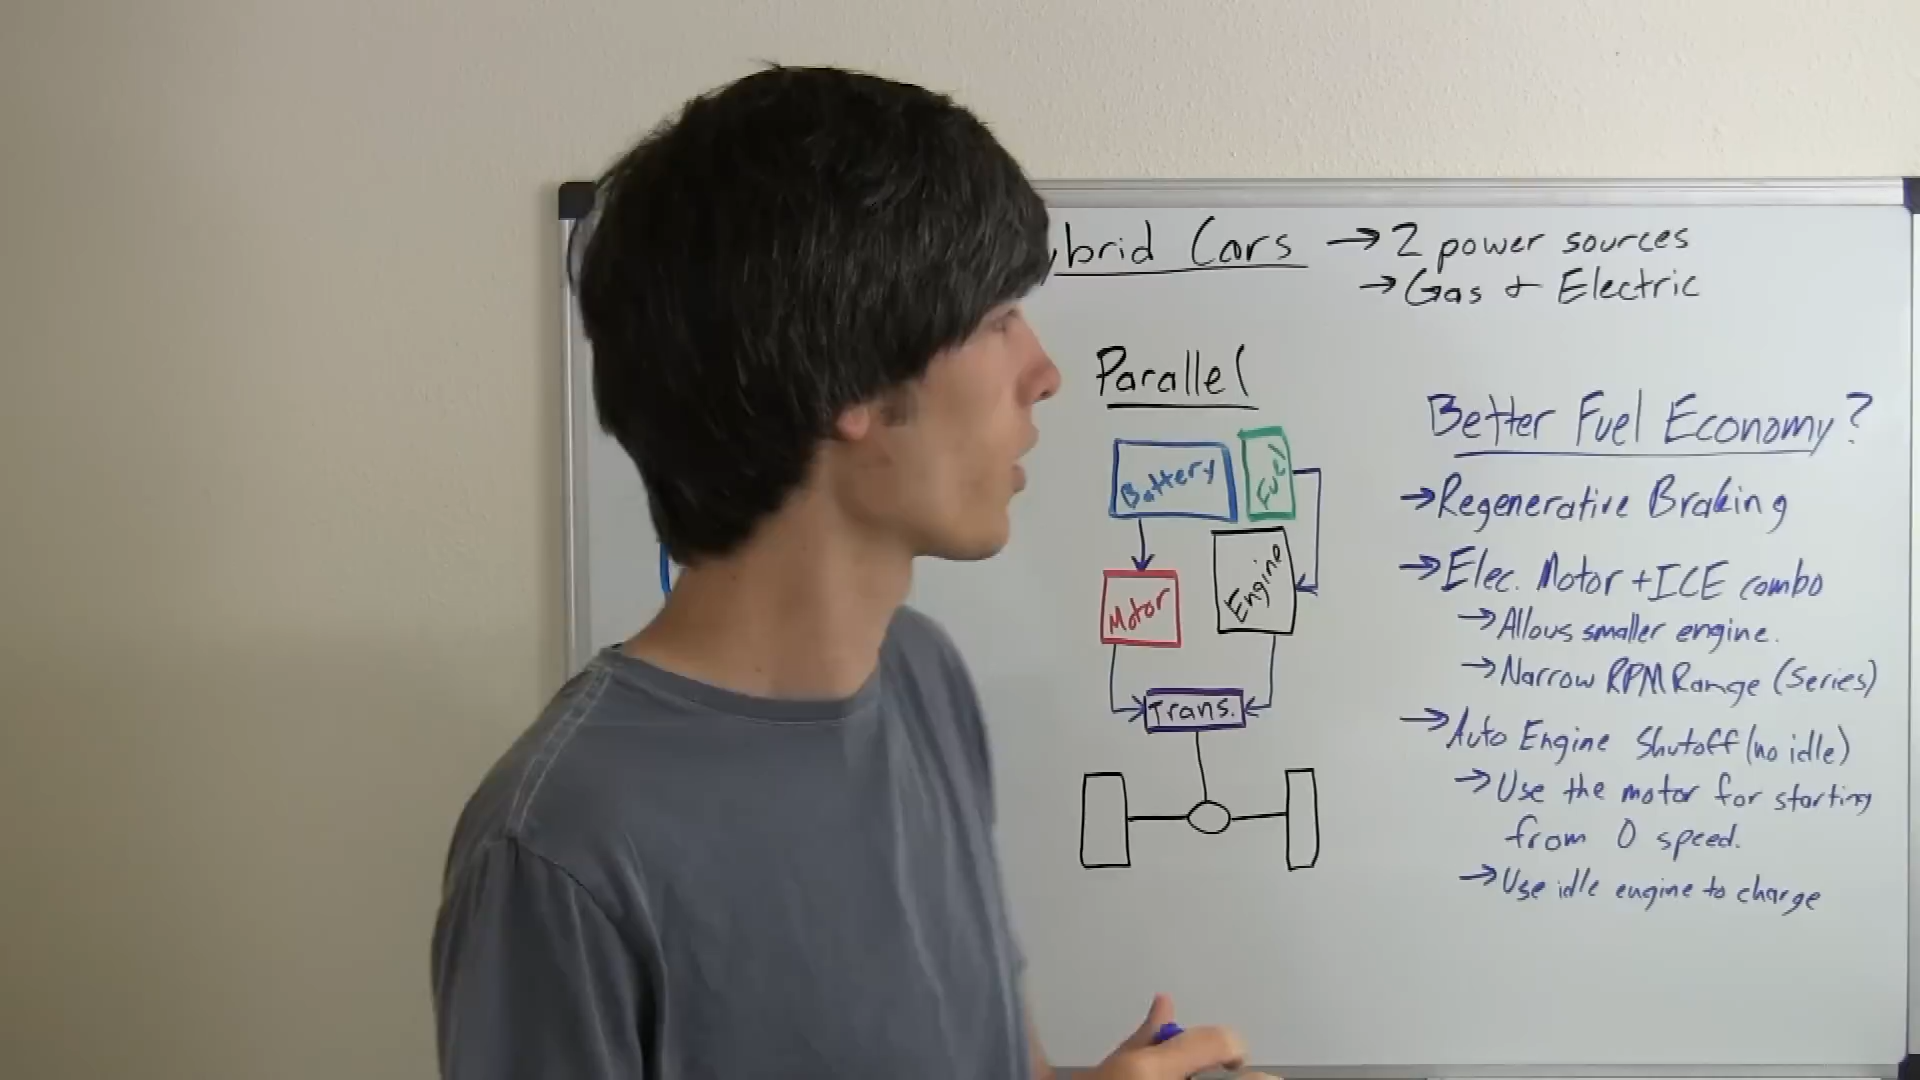 ybrid Cars → 2 power sources
→ Gas + Electric
Parallel
Battery
Fuel
Motor
Engine
Trans.
Better Fuel Economy?
→ Regenerative Braking
→ Elec. Motor + ICE combo
→ Allows smaller engine.
→ Narrow RPM Range (Series)
→ Auto Engine Shutoff (no idle)
→ Use the motor for starting
from 0 speed.
→ Use idle engine to charge